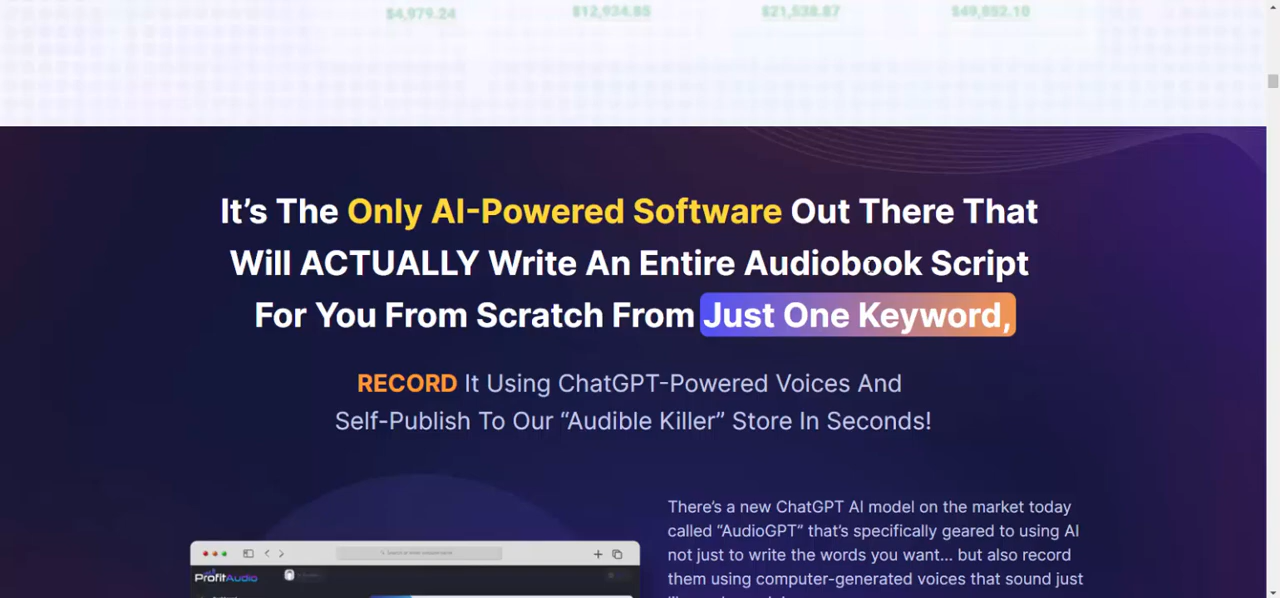 $4,979.24 $12,934.85 $21,538.87 $49,852.10
It’s The Only AI-Powered Software Out There That
Will ACTUALLY Write An Entire Audiobook Script
For You From Scratch From Just One Keyword,
RECORD It Using ChatGPT-Powered Voices And
Self-Publish To Our “Audible Killer” Store In Seconds!
There’s a new ChatGPT AI model on the market today
called “AudioGPT” that’s specifically geared to using AI
not just to write the words you want... but also record
them using computer-generated voices that sound just
ProfitAudio